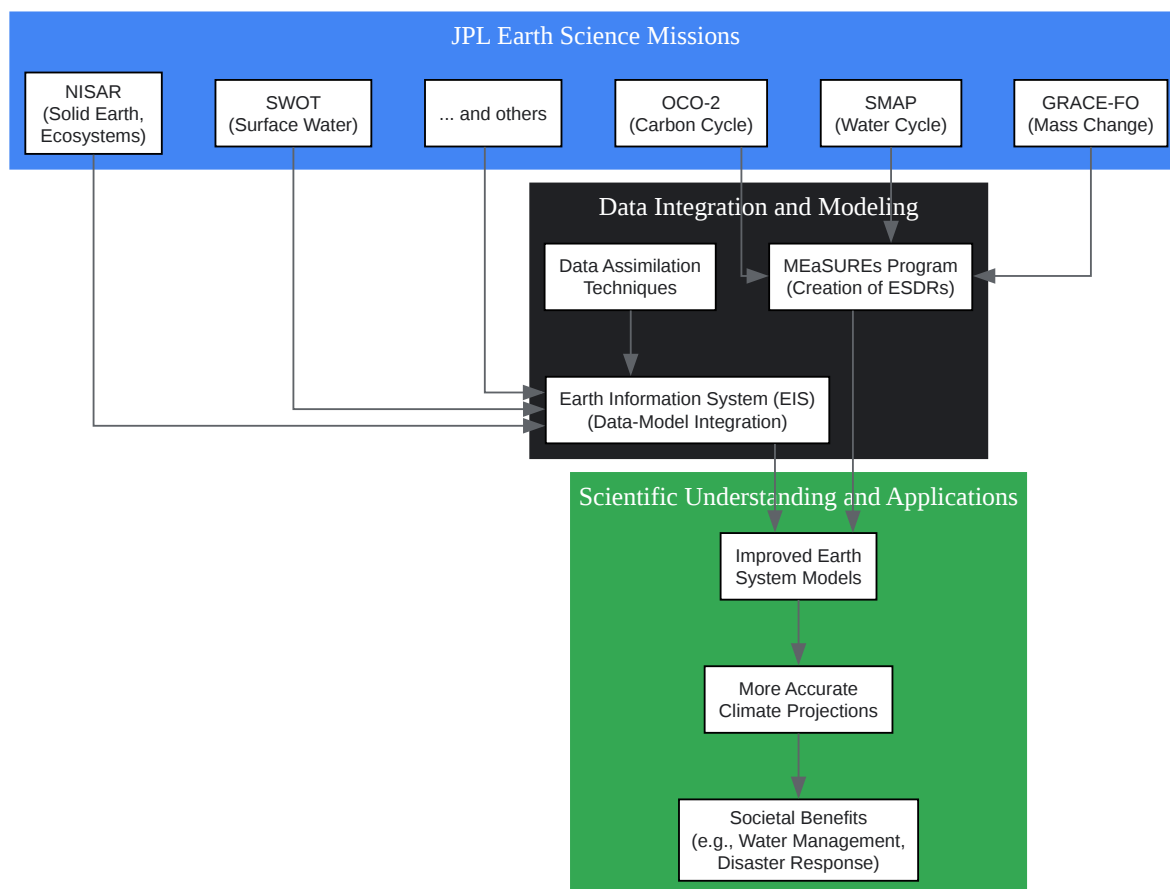 JPL Earth Science Missions
NISAR
(Solid Earth,
Ecosystems)
SWOT
(Surface Water)
... and others
OCO-2
(Carbon Cycle)
SMAP
(Water Cycle)
GRACE-FO
(Mass Change)
Data Integration and Modeling
Data Assimilation
Techniques
MEaSUREs Program
(Creation of ESDRs)
Earth Information System (EIS)
(Data-Model Integration)
Scientific Understanding and Applications
Improved Earth
System Models
More Accurate
Climate Projections
Societal Benefits
(e.g., Water Management,
Disaster Response)